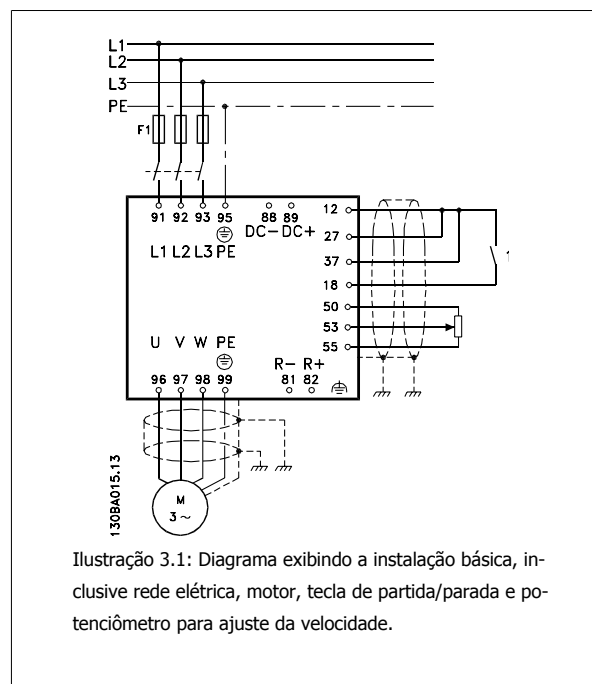 L1
L2
L3
PE
F1
91 92 93 95 88 89 12
DC- DC+
L1 L2 L3 PE
27
37
18
50
53
55
U V W PE
R- R+
96 97 98 99 81 82
M
3 ~
130BA015.13
Ilustração 3.1: Diagrama exibindo a instalação básica, in-
clusive rede elétrica, motor, tecla de partida/parada e po-
tenciômetro para ajuste da velocidade.